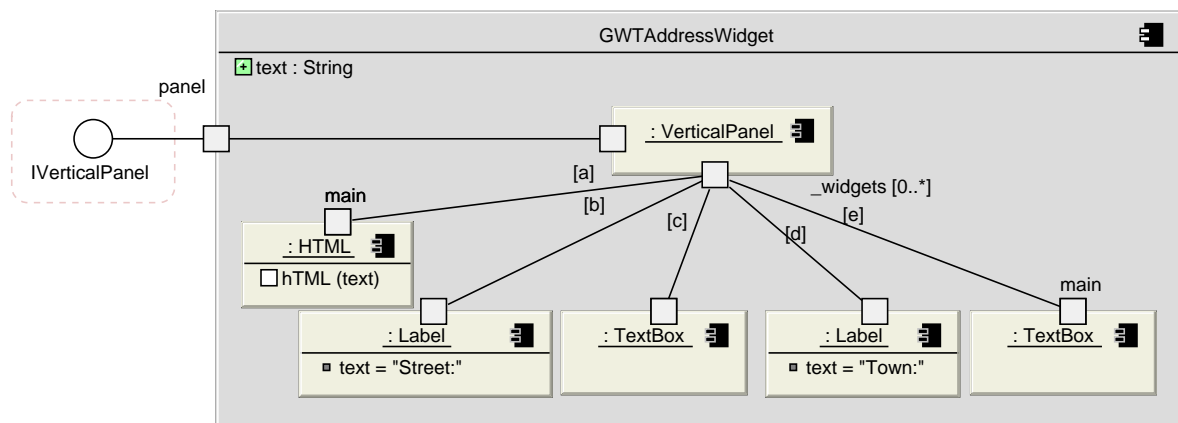 GWTAddressWidget
text : String
panel
IVerticalPanel
: VerticalPanel
_widgets [0..*]
[a]
[b]
[c]
[d]
[e]
main
: HTML
hTML (text)
main
: Label
text = "Street:"
: TextBox
: Label
text = "Town:"
: TextBox